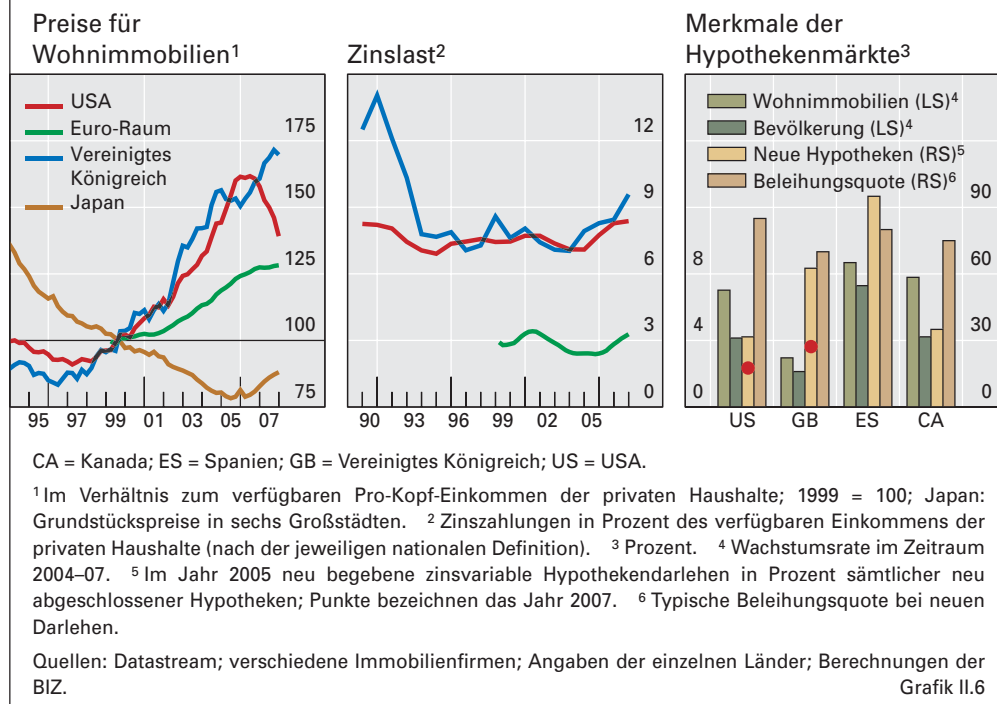 Preise für
Wohnimmobilien¹
USA
Euro-Raum
Vereinigtes
Königreich
Japan
175
150
125
100
75
95 97 99 01 03 05 07
Zinslast²
12
9
6
3
0
90 93 96 99 02 05
Merkmale der
Hypothekenmärkte³
Wohnimmobilien (LS)⁴
Bevölkerung (LS)⁴
Neue Hypotheken (RS)⁵
Beleihungsquote (RS)⁶
8
4
0
90
60
30
0
US GB ES CA
CA = Kanada; ES = Spanien; GB = Vereinigtes Königreich; US = USA.
¹ Im Verhältnis zum verfügbaren Pro-Kopf-Einkommen der privaten Haushalte; 1999 = 100; Japan:
Grundstückspreise in sechs Großstädten. ² Zinszahlungen in Prozent des verfügbaren Einkommens der
privaten Haushalte (nach der jeweiligen nationalen Definition). ³ Prozent. ⁴ Wachstumsrate im Zeitraum
2004–07. ⁵ Im Jahr 2005 neu begebene zinsvariable Hypothekendarlehen in Prozent sämtlicher neu
abgeschlossener Hypotheken; Punkte bezeichnen das Jahr 2007. ⁶ Typische Beleihungsquote bei neuen
Darlehen.
Quellen: Datastream; verschiedene Immobilienfirmen; Angaben der einzelnen Länder; Berechnungen der
BIZ. Grafik II.6